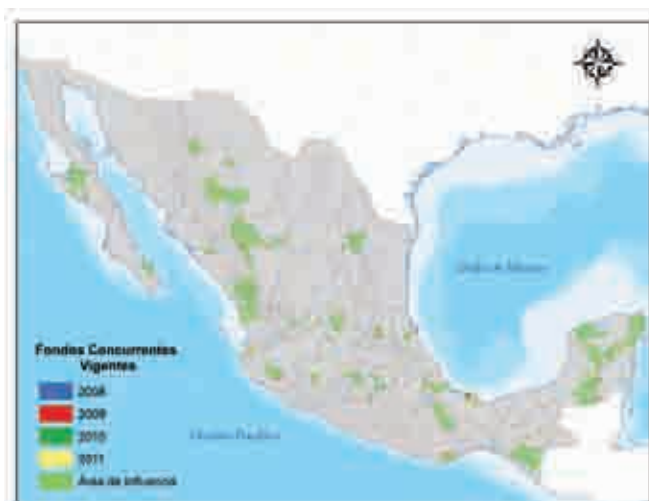 Golfo de México
Fondos Concurrentes
Vigentes
2008
2009
2010
2011
Área de influencia
Océano Pacífico